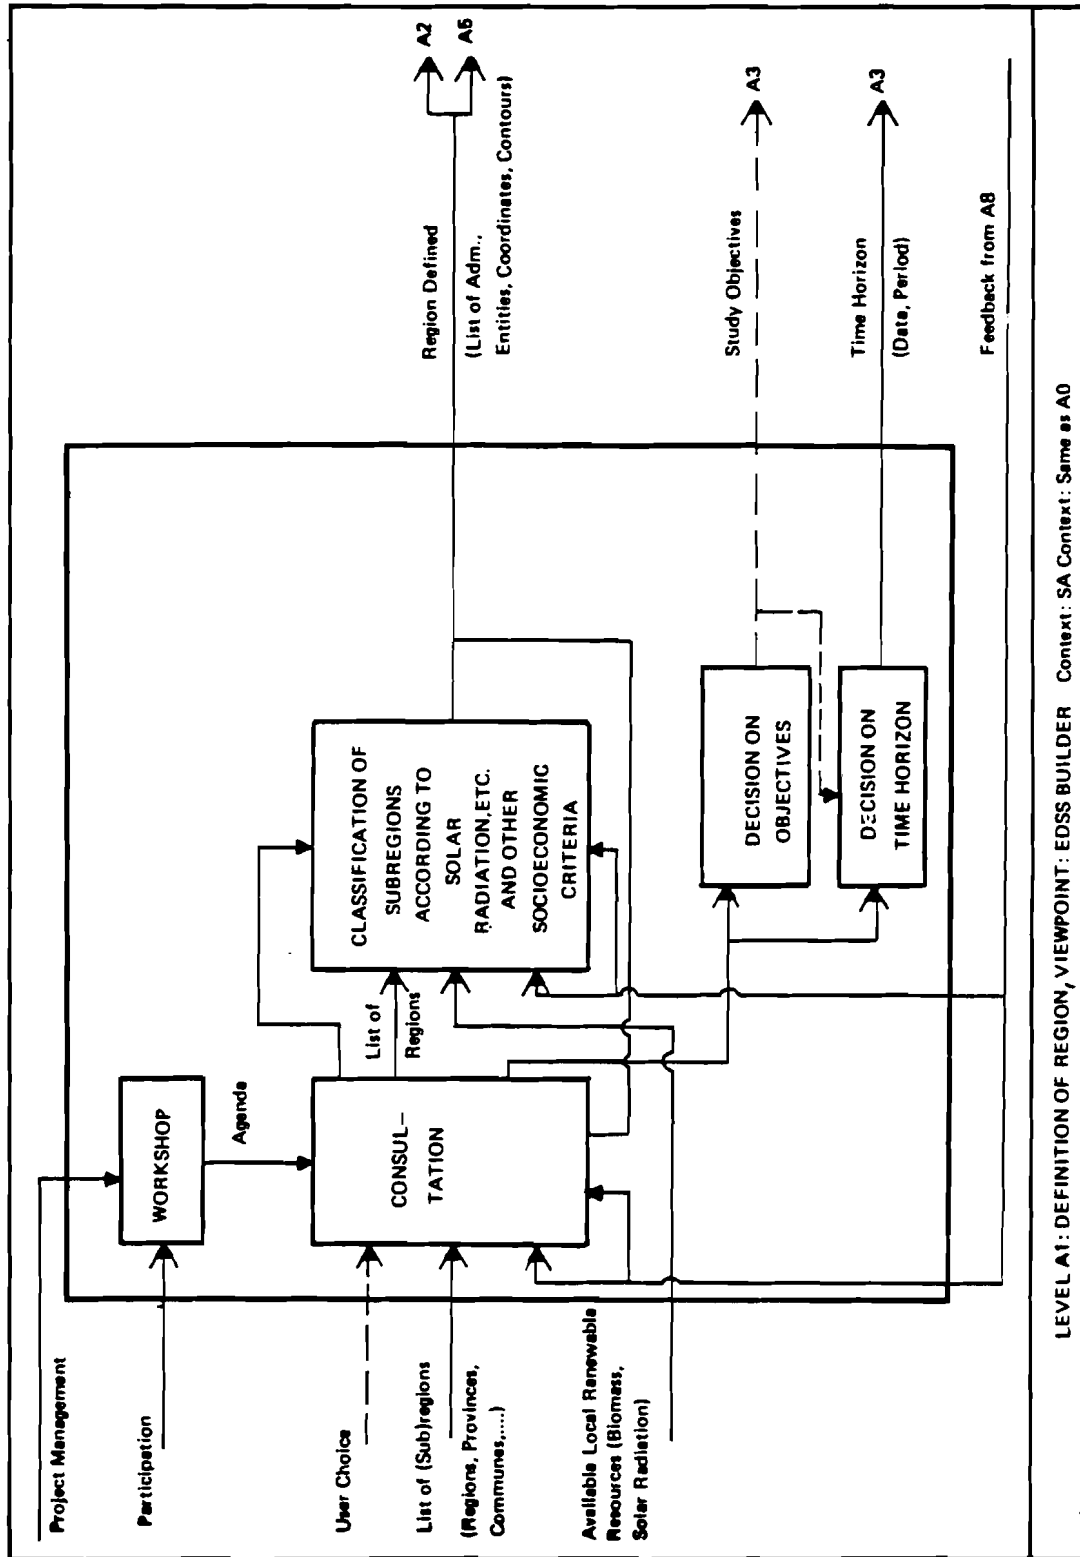 Project Management
Participation
User Choice
List of (Sub)regions
(Regions, Provinces,
Communes,....)
Available Local Renewable
Resources (Biomass,
Solar Radiation)
WORKSHOP
Agenda
CONSUL–
TATION
List of
Regions
CLASSIFICATION OF
SUBREGIONS
ACCORDING TO
SOLAR
RADIATION,ETC.
AND OTHER
SOCIOECONOMIC
CRITERIA
DECISION ON
OBJECTIVES
DECISION ON
TIME HORIZON
Region Defined
(List of Adm.,
Entities, Coordinates, Contours)
A2
A5
Study Objectives
A3
Time Horizon
(Data, Period)
A3
Feedback from A8
LEVEL A1: DEFINITION OF REGION, VIEWPOINT: EDSS BUILDER Context: SA Context: Same as A0